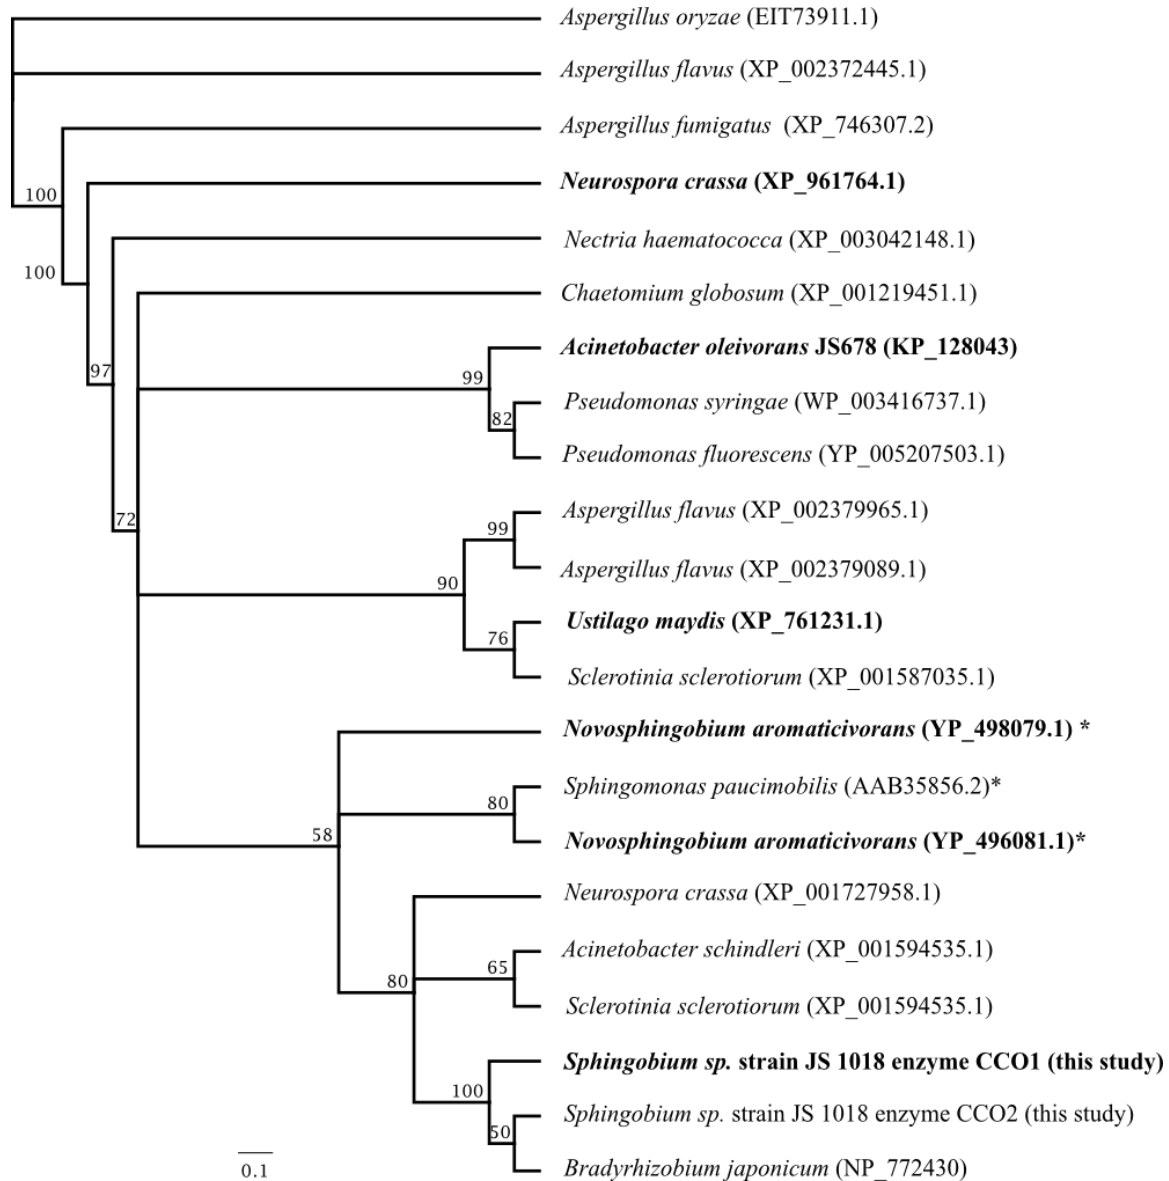 Aspergillus oryzae (EIT73911.1)
Aspergillus flavus (XP_002372445.1)
Aspergillus fumigatus (XP_746307.2)
Neurospora crassa (XP_961764.1)
100
Nectria haematococca (XP_003042148.1)
100
Chaetomium globosum (XP_001219451.1)
Acinetobacter oleivorans JS678 (KP_128043)
97
99
Pseudomonas syringae (WP_003416737.1)
82
Pseudomonas fluorescens (YP_005207503.1)
Aspergillus flavus (XP_002379965.1)
72
99
Aspergillus flavus (XP_002379089.1)
90
Ustilago maydis (XP_761231.1)
76
Sclerotinia sclerotiorum (XP_001587035.1)
Novosphingobium aromaticivorans (YP_498079.1) *
Sphingomonas paucimobilis (AAB35856.2)*
80
58
Novosphingobium aromaticivorans (YP_496081.1)*
Neurospora crassa (XP_001727958.1)
Acinetobacter schindleri (XP_001594535.1)
65
80
Sclerotinia sclerotiorum (XP_001594535.1)
Sphingobium sp. strain JS 1018 enzyme CCO1 (this study)
100
Sphingobium sp. strain JS 1018 enzyme CCO2 (this study)
50
Bradyrhizobium japonicum (NP_772430)
0.1